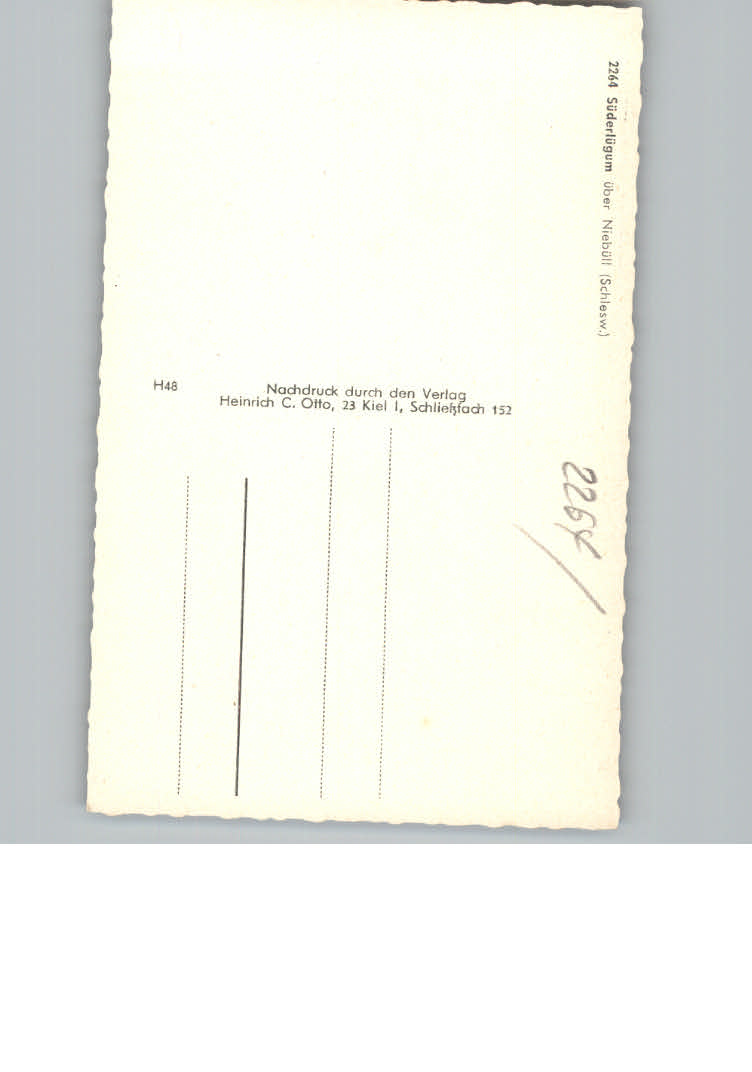 2264 Süderlügum über Niebüll (Schlesw.)
H48
Nachdruck durch den Verlag
Heinrich C. Otto, 23 Kiel 1, Schließfach 152
2264